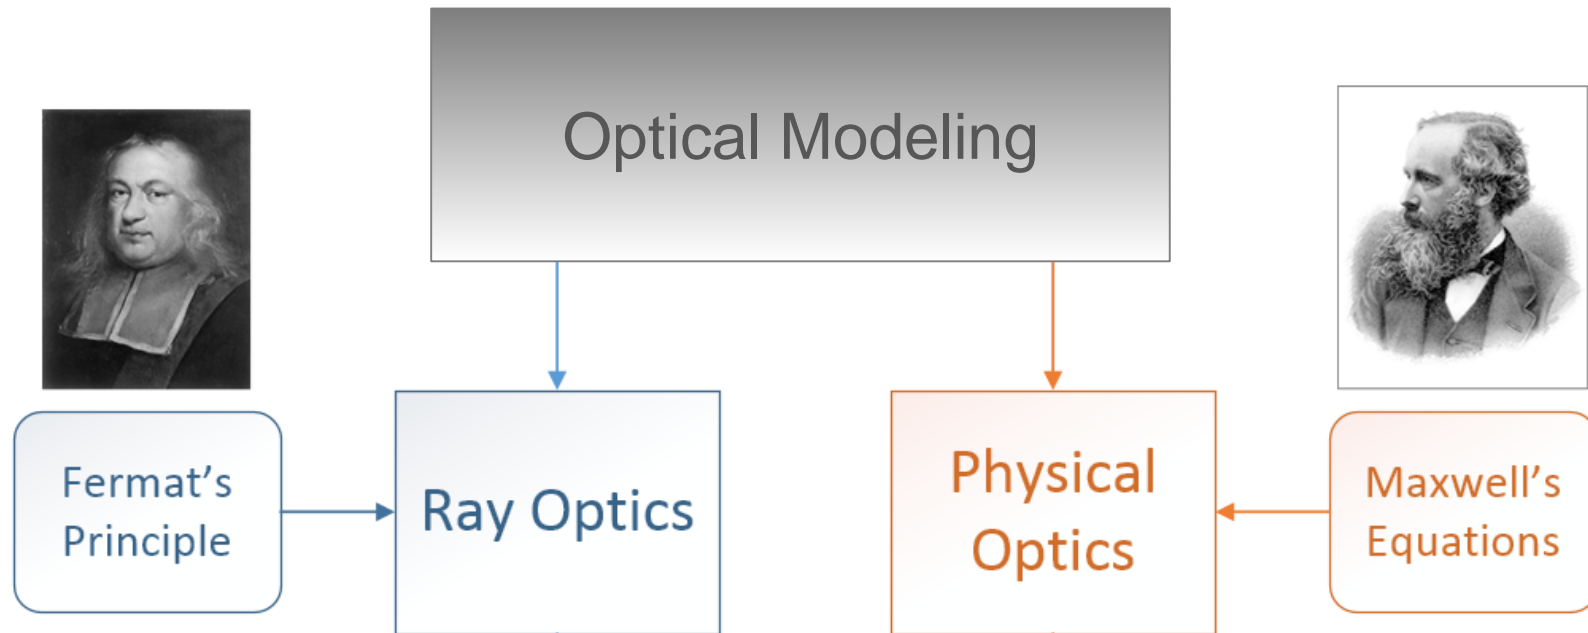 Optical Modeling
Fermat's
Principle
Ray Optics
Physical
Optics
Maxwell's
Equations